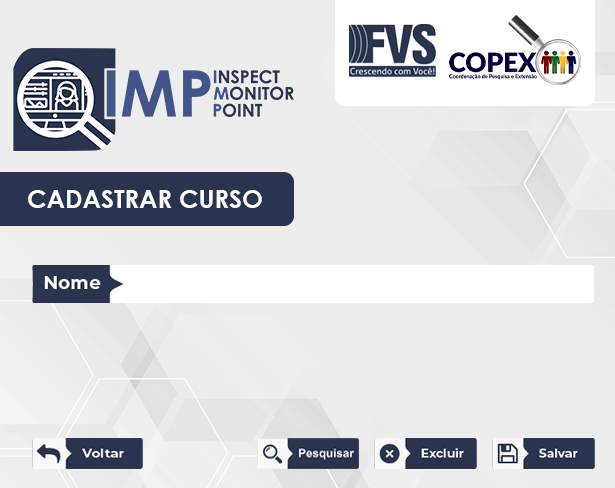 FVS
Crescendo com Você!
COPEX
Coordenação de Pesquisa e Extensão
IMP
INSPECT
MONITOR
POINT
CADASTRAR CURSO
Nome
Voltar
Pesquisar
Excluir
Salvar